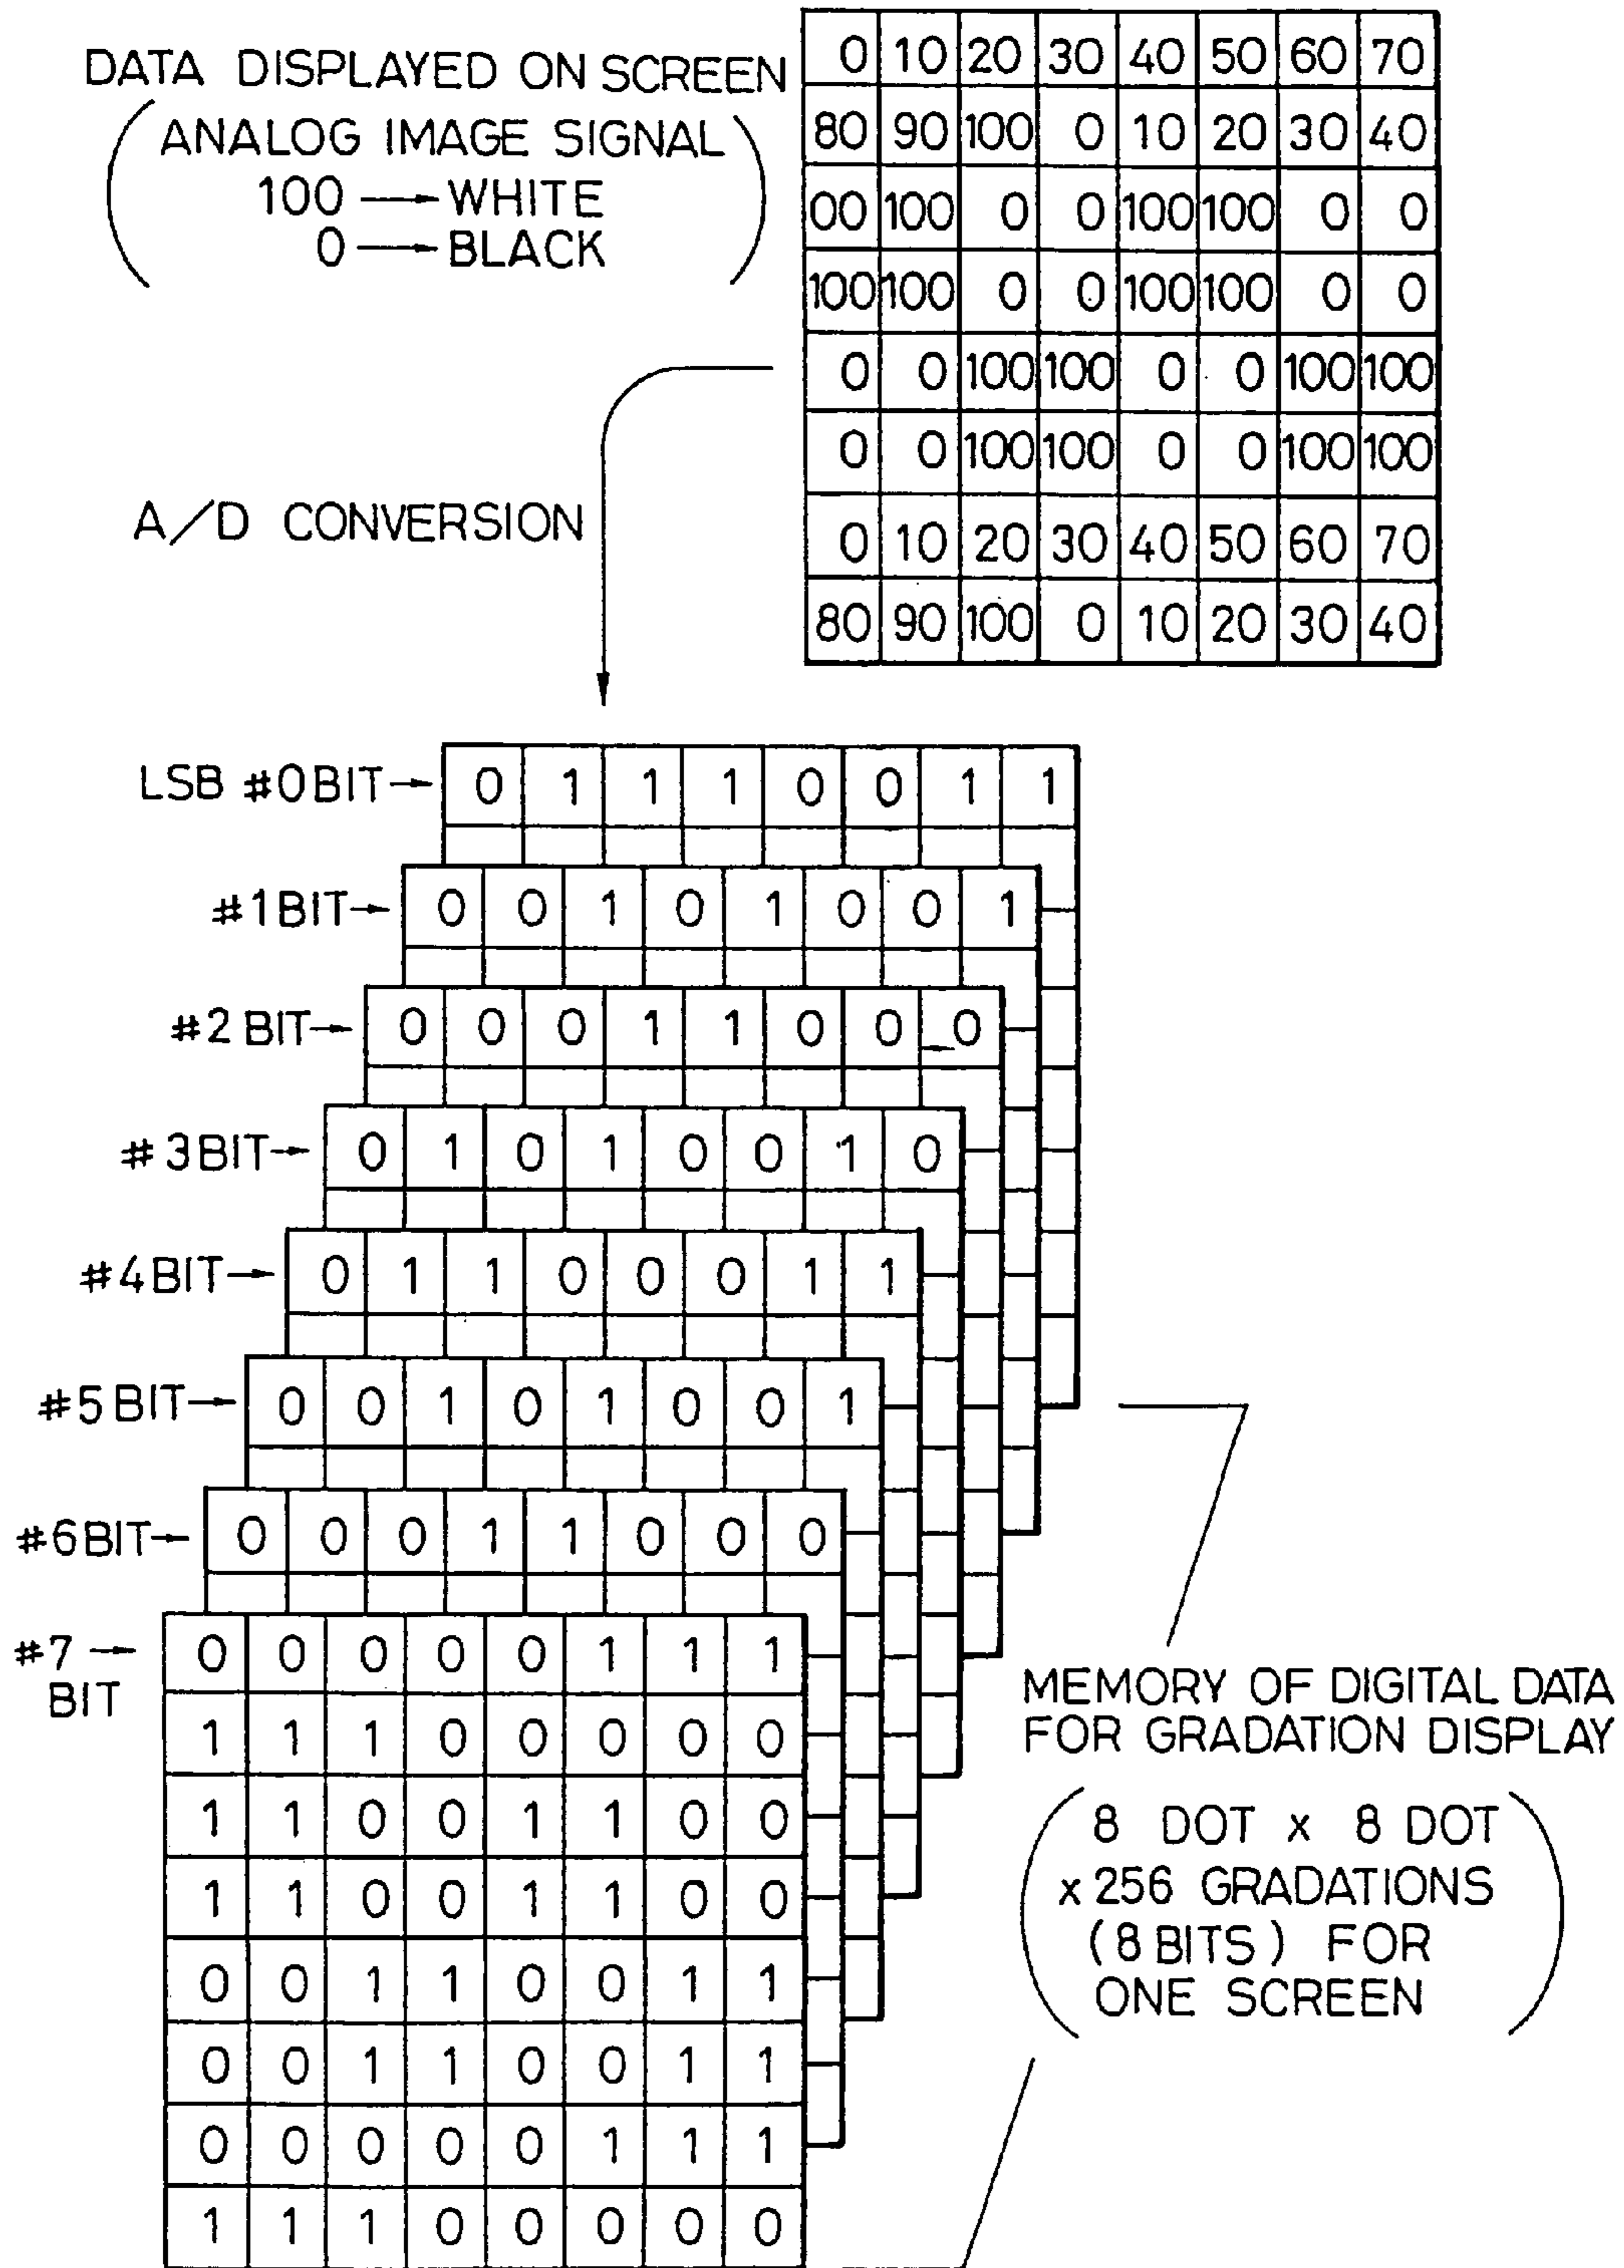 DATA DISPLAYED ON SCREEN
ANALOG IMAGE SIGNAL
100 → WHITE
0 → BLACK
0 10 20 30 40 50 60 70
80 90 100 0 10 20 30 40
00 100 0 0 100 100 0 0
100 100 0 0 100 100 0 0
0 0 100 100 0 0 100 100
0 0 100 100 0 0 100 100
0 10 20 30 40 50 60 70
80 90 100 0 10 20 30 40
A/D CONVERSION
LSB #0BIT→ 0 1 1 1 0 0 1 1
#1BIT→ 0 0 1 0 1 0 0 1
#2 BIT→ 0 0 0 1 1 0 0 0
#3BIT→ 0 1 0 1 0 0 1 0
#4BIT→ 0 1 1 0 0 0 1 1
#5 BIT→ 0 0 1 0 1 0 0 1
#6BIT→ 0 0 0 1 1 0 0 0
#7 → 0 0 0 0 0 1 1 1
BIT
1 1 1 0 0 0 0 0
1 1 0 0 1 1 0 0
1 1 0 0 1 1 0 0
0 0 1 1 0 0 1 1
0 0 1 1 0 0 1 1
0 0 0 0 0 1 1 1
1 1 1 0 0 0 0 0
MEMORY OF DIGITAL DATA
FOR GRADATION DISPLAY
8 DOT x 8 DOT
x 256 GRADATIONS
(8 BITS) FOR
ONE SCREEN